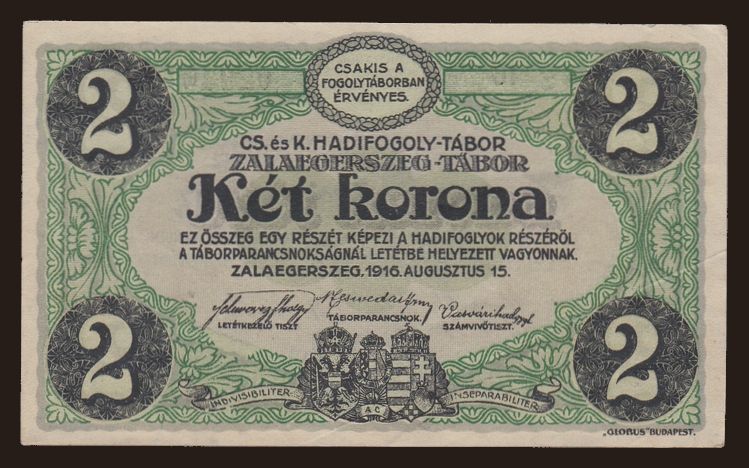 CSAKIS A
FOGOLYTÁBORBAN
ÉRVÉNYES.
2 2
CS. és K. HADIFOGOLY-TÁBOR
ZALAEGERSZEG-TÁBOR
Két korona
EZ ÖSSZEG EGY RÉSZÉT KÉPEZI A HADIFOGLYOK RÉSZÉRŐL
A TÁBORPARANCSNOKSÁGNÁL LETÉTBE HELYEZETT VAGYONNAK.
ZALAEGERSZEG, 1916. AUGUSZTUS 15.
LETÉTKEZELŐ TISZT
TÁBORPARANCSNOK.
SZÁMVIVŐTISZT.
2 2
INDIVISIBILITER
AC
INSEPARABILITER
„GLOBUS" BUDAPEST.